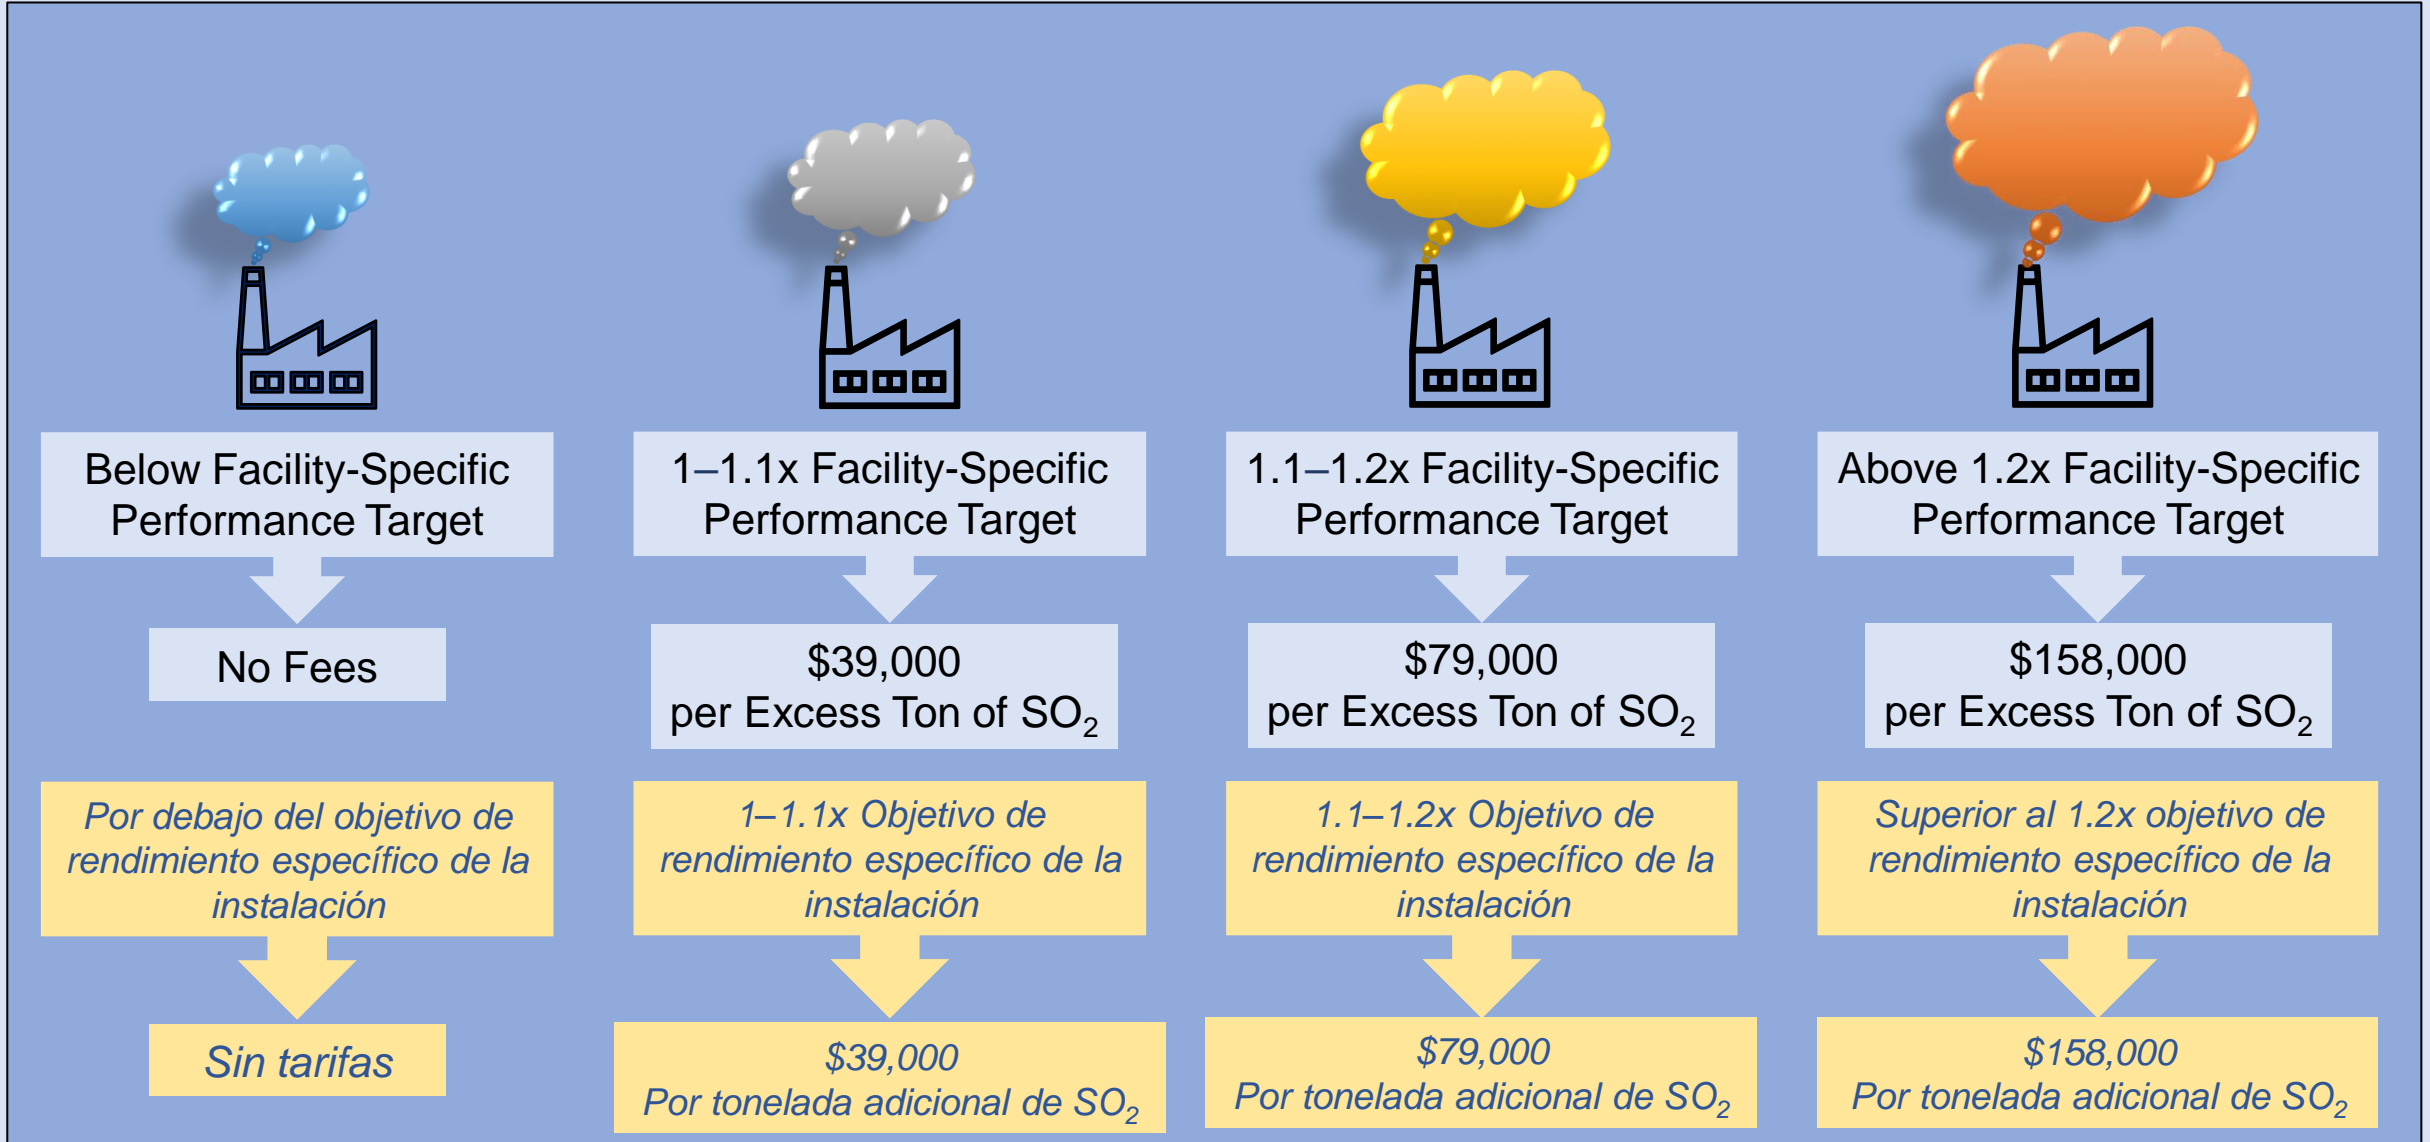 Below Facility-Specific
Performance Target
No Fees
Por debajo del objetivo de
rendimiento específico de la
instalación
Sin tarifas
1–1.1x Facility-Specific
Performance Target
$39,000
per Excess Ton of SO₂
1–1.1x Objetivo de
rendimiento específico de la
instalación
$39,000
Por tonelada adicional de SO₂
1.1–1.2x Facility-Specific
Performance Target
$79,000
per Excess Ton of SO₂
1.1–1.2x Objetivo de
rendimiento específico de la
instalación
$79,000
Por tonelada adicional de SO₂
Above 1.2x Facility-Specific
Performance Target
$158,000
per Excess Ton of SO₂
Superior al 1.2x objetivo de
rendimiento específico de la
instalación
$158,000
Por tonelada adicional de SO₂